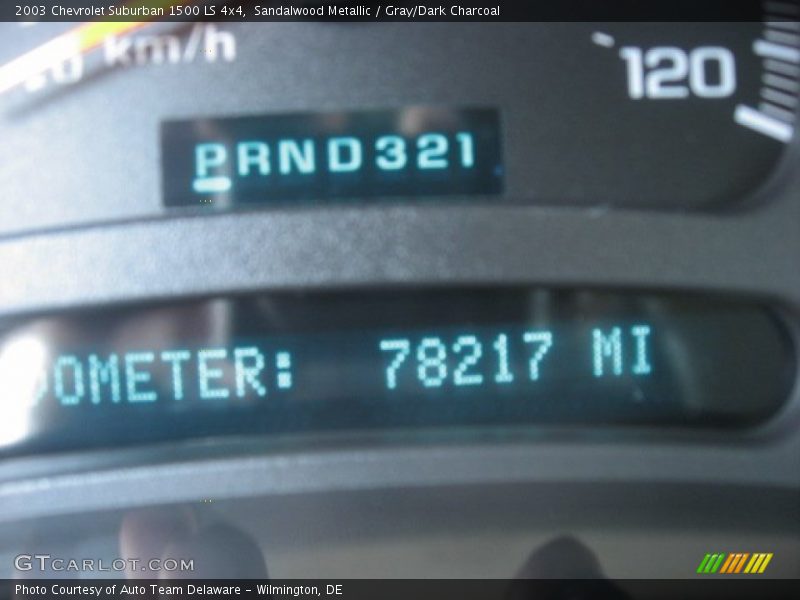 2003 Chevrolet Suburban 1500 LS 4x4, Sandalwood Metallic / Gray/Dark Charcoal
km/h
120
PRND321
ODOMETER: 78217 MI
GTCARLOT.COM
Photo Courtesy of Auto Team Delaware - Wilmington, DE